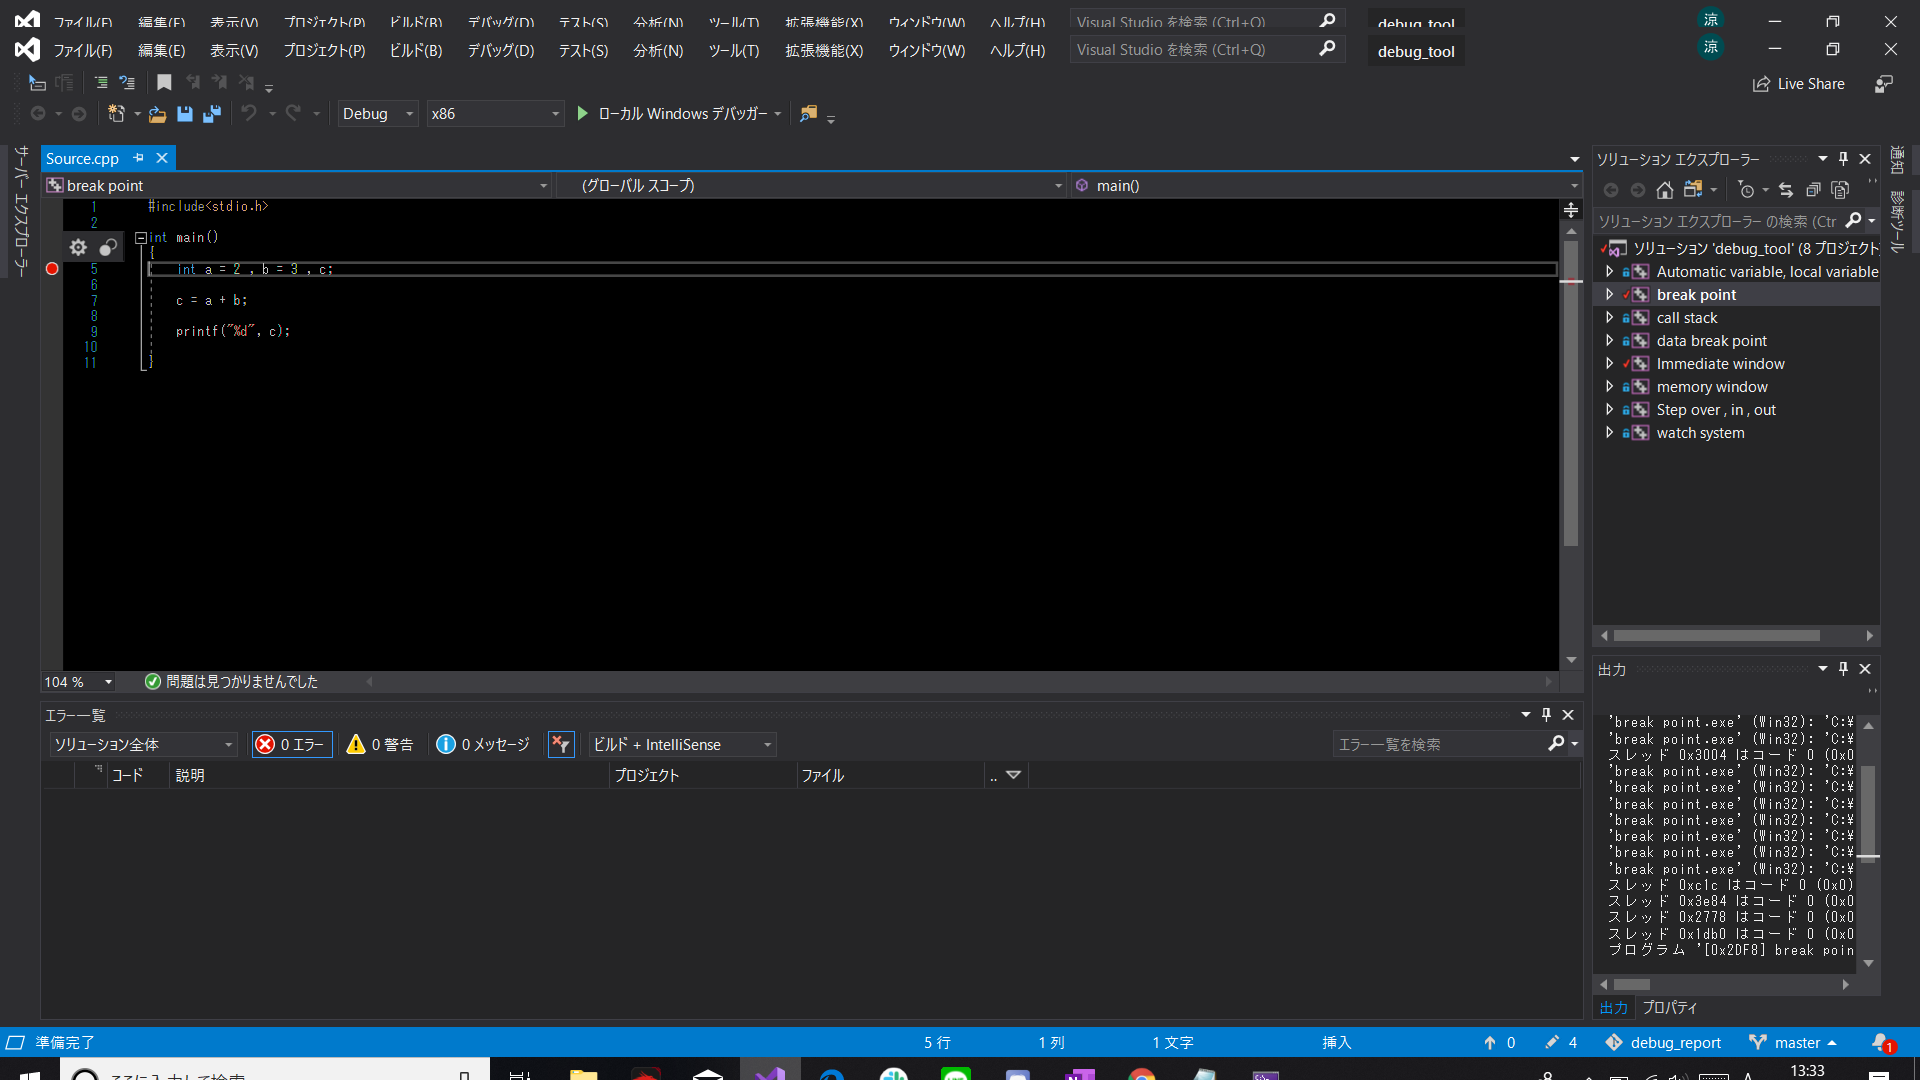 ファイル(F) 編集(E) 表示(V) プロジェクト(P) ビルド(B) デバッグ(D) テスト(S) 分析(N) ツール(T) 拡張機能(X) ウィンドウ(W) ヘルプ(H) Visual Studio を検索 (Ctrl+Q) debug_tool 涼
ファイル(F) 編集(E) 表示(V) プロジェクト(P) ビルド(B) デバッグ(D) テスト(S) 分析(N) ツール(T) 拡張機能(X) ウィンドウ(W) ヘルプ(H) Visual Studio を検索 (Ctrl+Q) debug_tool 涼
Live Share
Debug x86 ローカル Windows デバッガー
サーバー エクスプローラー
Source.cpp
break point (グローバル スコープ) main()
1 #include<stdio.h>
2
int main()
{
5 int a = 2 , b = 3 , c;
6
7 c = a + b;
8
9 printf("%d", c);
10
11 }
104 % 問題は見つかりませんでした
エラー一覧
ソリューション全体 0 エラー 0 警告 0 メッセージ ビルド + IntelliSense エラー一覧を検索
コード 説明 プロジェクト ファイル ..
ソリューション エクスプローラー
ソリューション エクスプローラー の検索 (Ctr
ソリューション 'debug_tool' (8 プロジェクト
Automatic variable, local variable
break point
call stack
data break point
Immediate window
memory window
Step over , in , out
watch system
通知
診断ツール
出力
'break point.exe' (Win32): 'C:¥
'break point.exe' (Win32): 'C:¥
スレッド 0x3004 はコード 0 (0x0
'break point.exe' (Win32): 'C:¥
'break point.exe' (Win32): 'C:¥
'break point.exe' (Win32): 'C:¥
'break point.exe' (Win32): 'C:¥
'break point.exe' (Win32): 'C:¥
'break point.exe' (Win32): 'C:¥
'break point.exe' (Win32): 'C:¥
スレッド 0xc1c はコード 0 (0x0)
スレッド 0x3e84 はコード 0 (0x0
スレッド 0x2778 はコード 0 (0x0
スレッド 0x1db0 はコード 0 (0x0
プログラム '[0x2DF8] break poin
出力 プロパティ
準備完了 5 行 1 列 1 文字 挿入 0 4 debug_report master 1
ここに入力して検索 13:33